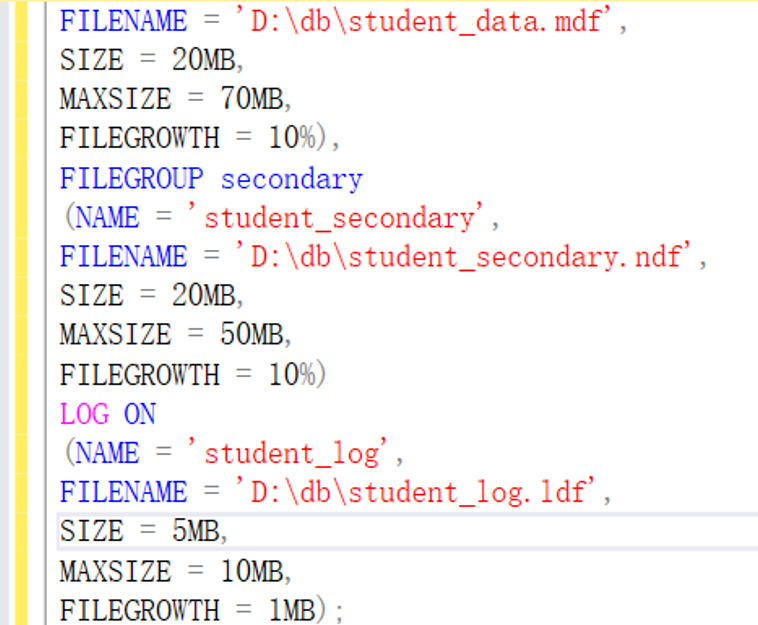 FILENAME = 'D:\db\student_data.mdf',
SIZE = 20MB,
MAXSIZE = 70MB,
FILEGROWTH = 10%),
FILEGROUP secondary
(NAME = 'student_secondary',
FILENAME = 'D:\db\student_secondary.ndf',
SIZE = 20MB,
MAXSIZE = 50MB,
FILEGROWTH = 10%)
LOG ON
(NAME = 'student_log',
FILENAME = 'D:\db\student_log.ldf',
SIZE = 5MB,
MAXSIZE = 10MB,
FILEGROWTH = 1MB);